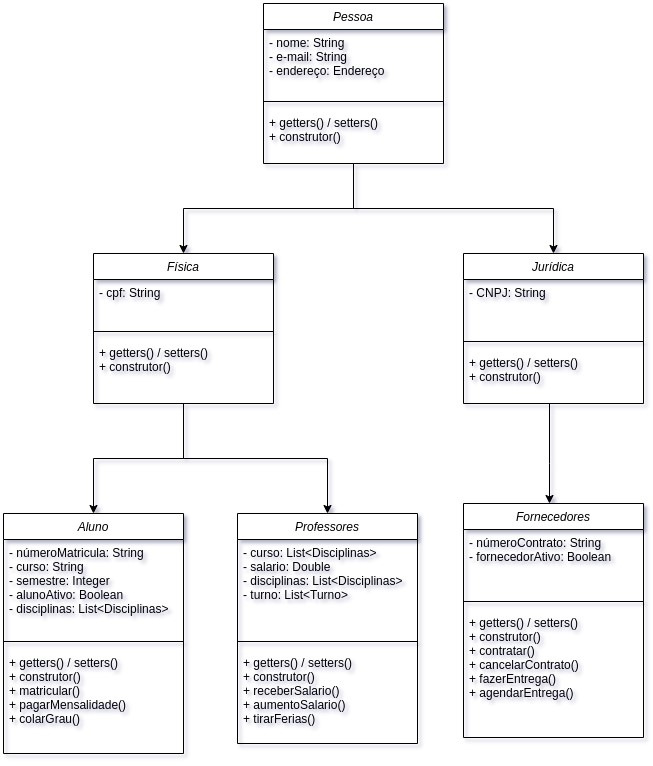 Pessoa
- nome: String
- e-mail: String
- endereço: Endereço
+ getters() / setters()
+ construtor()
Física
- cpf: String
+ getters() / setters()
+ construtor()
Jurídica
- CNPJ: String
+ getters() / setters()
+ construtor()
Aluno
- númeroMatricula: String
- curso: String
- semestre: Integer
- alunoAtivo: Boolean
- disciplinas: List<Disciplinas>
+ getters() / setters()
+ construtor()
+ matricular()
+ pagarMensalidade()
+ colarGrau()
Professores
- curso: List<Disciplinas>
- salario: Double
- disciplinas: List<Disciplinas>
- turno: List<Turno>
+ getters() / setters()
+ construtor()
+ receberSalario()
+ aumentoSalario()
+ tirarFerias()
Fornecedores
- númeroContrato: String
- fornecedorAtivo: Boolean
+ getters() / setters()
+ construtor()
+ contratar()
+ cancelarContrato()
+ fazerEntrega()
+ agendarEntrega()